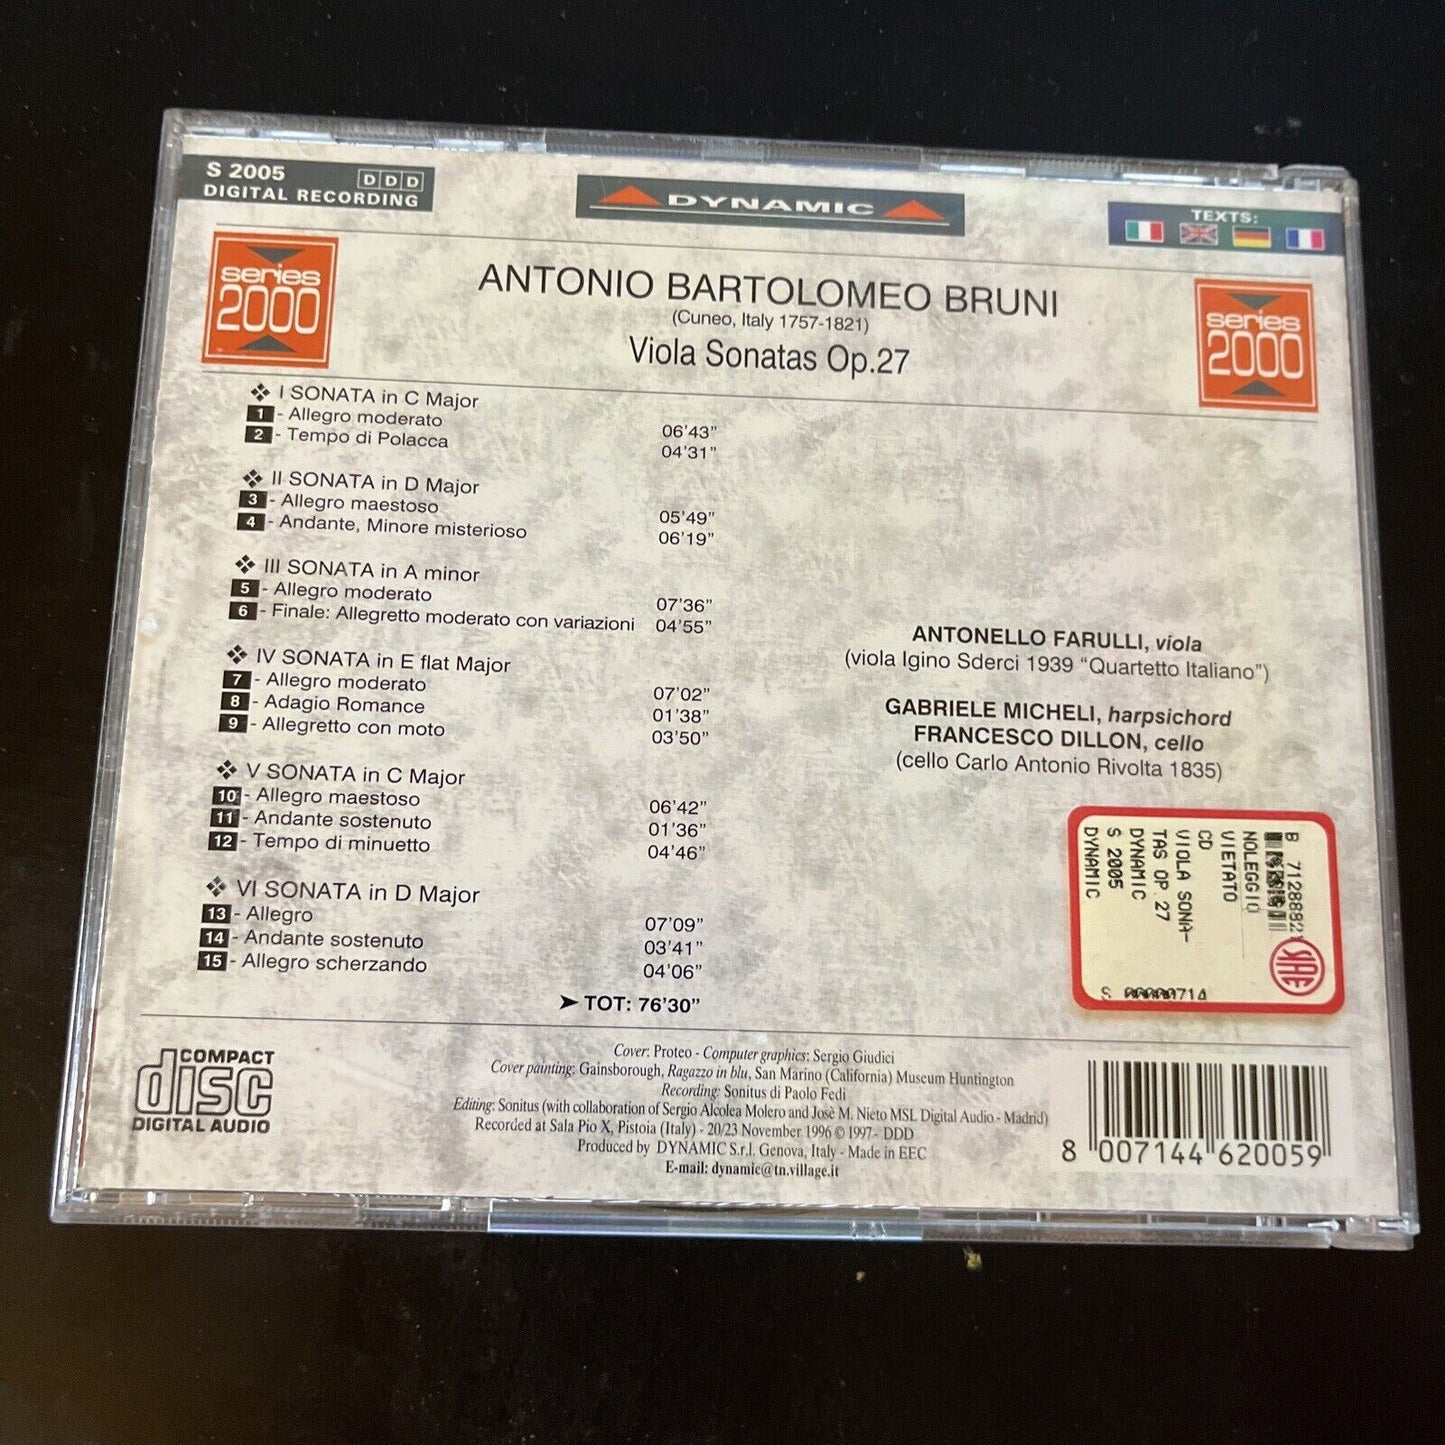 S 2005 DDD
DIGITAL RECORDING
DYNAMIC
TEXTS:
series
2000
series
2000
ANTONIO BARTOLOMEO BRUNI
(Cuneo, Italy 1757-1821)
Viola Sonatas Op.27
❖ I SONATA in C Major
1 - Allegro moderato 06'43"
2 - Tempo di Polacca 04'31"
❖ II SONATA in D Major
3 - Allegro maestoso 05'49"
4 - Andante, Minore misterioso 06'19"
❖ III SONATA in A minor
5 - Allegro moderato 07'36"
6 - Finale: Allegretto moderato con variazioni 04'55"
❖ IV SONATA in E flat Major
7 - Allegro moderato 07'02"
8 - Adagio Romance 01'38"
9 - Allegretto con moto 03'50"
❖ V SONATA in C Major
10 - Allegro maestoso 06'42"
11 - Andante sostenuto 01'36"
12 - Tempo di minuetto 04'46"
❖ VI SONATA in D Major
13 - Allegro 07'09"
14 - Andante sostenuto 03'41"
15 - Allegro scherzando 04'06"
➤ TOT: 76'30"
ANTONELLO FARULLI, viola
(viola Igino Sderci 1939 "Quartetto Italiano")
GABRIELE MICHELI, harpsichord
FRANCESCO DILLON, cello
(cello Carlo Antonio Rivolta 1835)
NOLEGGIO
VIETATO
CD
VIOLA SONA-
TAS OP 27
DYNAMIC
S 2005
DYNAMIC
SIAE
COMPACT
disc
DIGITAL AUDIO
Cover: Proteo - Computer graphics: Sergio Giudici
Cover painting: Gainsborough, Ragazzo in blu, San Marino (California) Museum Huntington
Recording: Sonitus di Paolo Fedi
Editing: Sonitus (with collaboration of Sergio Alcolea Molero and Josè M. Nieto MSL Digital Audio - Madrid)
Recorded at Sala Pio X, Pistoia (Italy) - 20/23 November 1996 © 1997 - DDD
Produced by DYNAMIC S.r.l. Genova, Italy - Made in EEC
E-mail: dynamic@tn.village.it
8 007144 620059